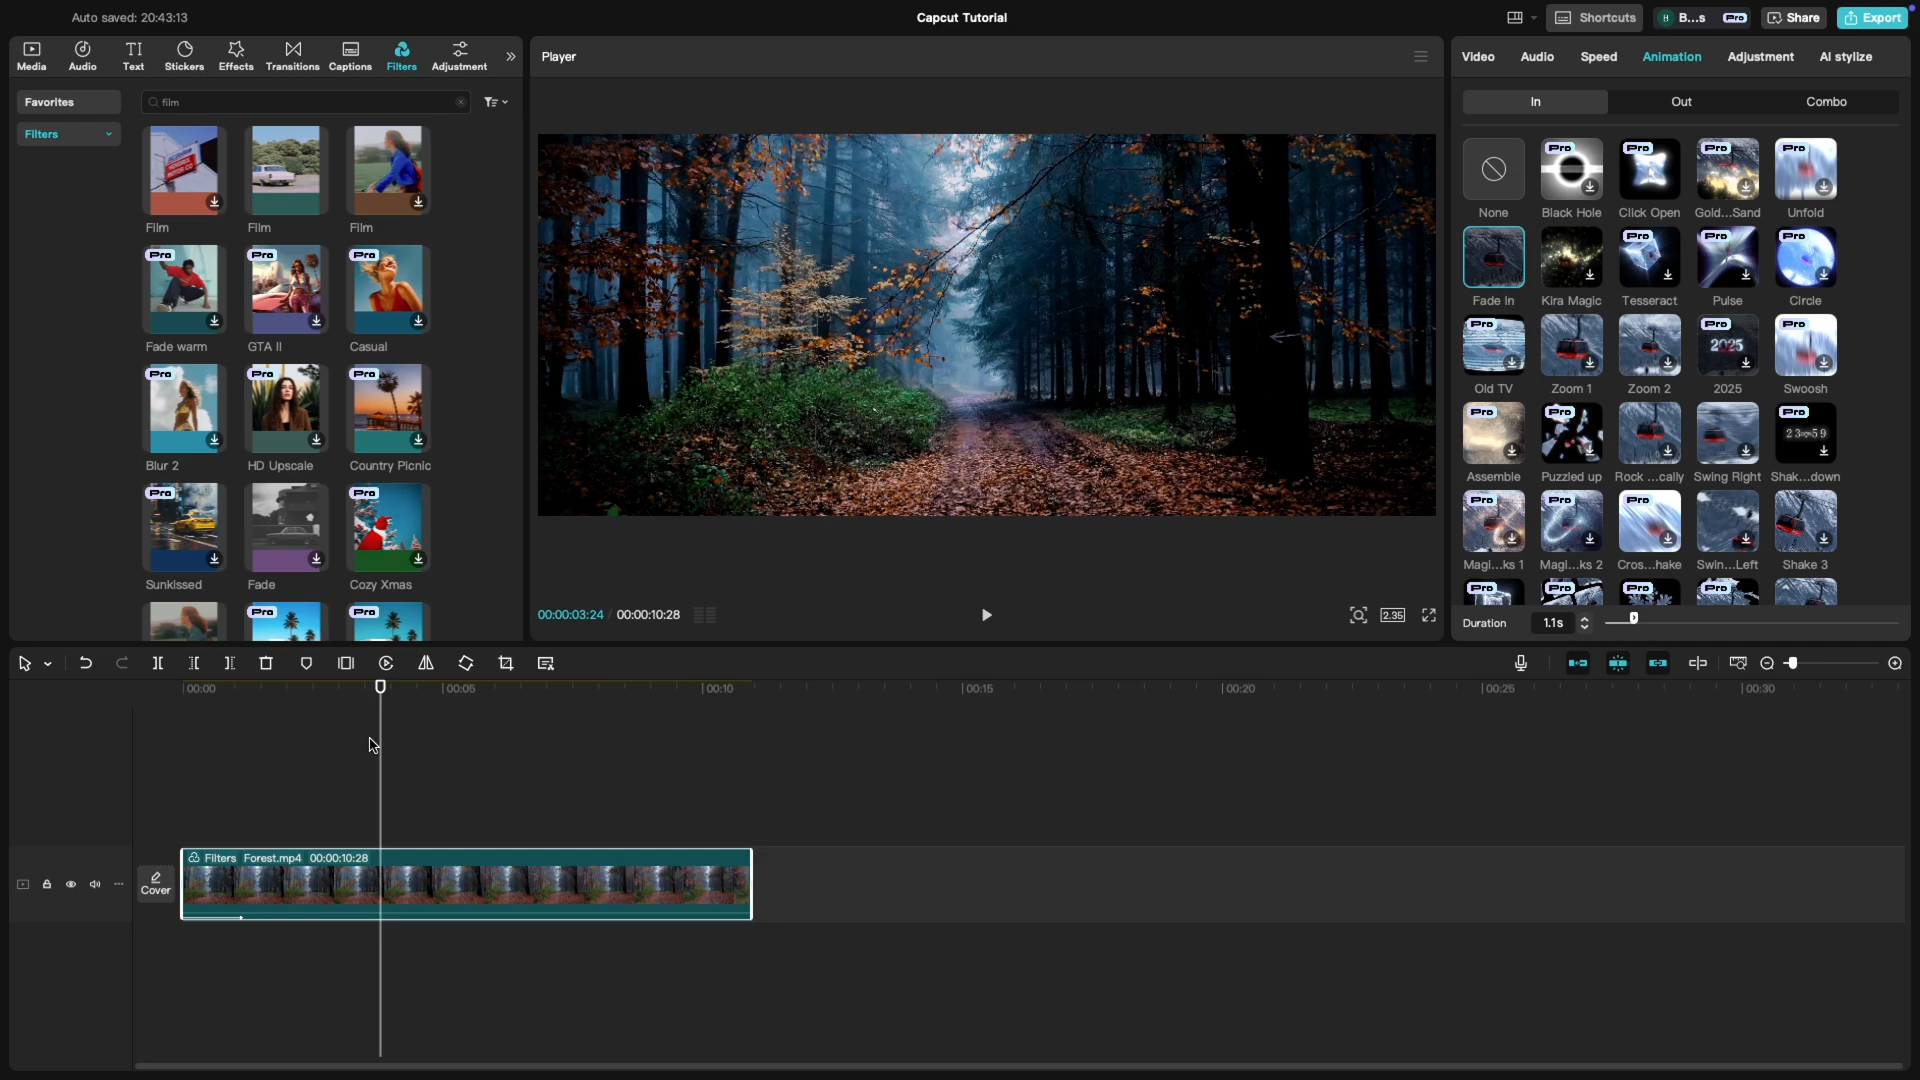 Auto saved: 20:43:13
Capcut Tutorial
Shortcuts
B...s
Pro
Share
Export
Media
Audio
Text
Stickers
Effects
Transitions
Captions
Filters
Adjustment
Favorites
Filters
film
Film
Film
Film
Pro
Pro
Pro
Fade warm
GTA II
Casual
Pro
Pro
Pro
Blur 2
HD Upscale
Country Picnic
Pro
Pro
Sunkissed
Fade
Cozy Xmas
Pro
Pro
Player
00:00:03:24 / 00:00:10:28
2.35
Video
Audio
Speed
Animation
Adjustment
AI stylize
In
Out
Combo
Pro
Pro
Pro
Pro
None
Black Hole
Click Open
Gold...Sand
Unfold
Pro
Pro
Pro
Fade In
Kira Magic
Tesseract
Pulse
Circle
Pro
Pro
2025
Pro
Old TV
Zoom 1
Zoom 2
2025
Swoosh
Pro
Pro
Pro
Assemble
Puzzled up
Rock ...cally
Swing Right
Shak...down
Pro
Pro
Pro
Magi...ks 1
Magi...ks 2
Cros...hake
Swin...Left
Shake 3
Pro
Pro
Pro
Pro
Duration
1.1s
00:00
00:05
00:10
00:15
00:20
00:25
00:30
Filters Forest.mp4 00:00:10:28
Cover